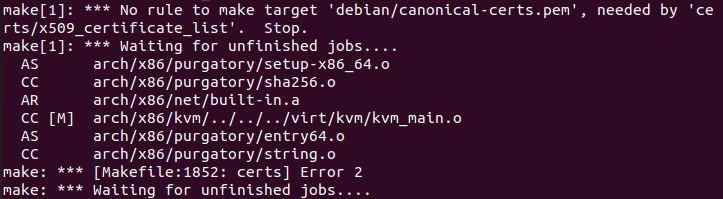 make[1]: *** No rule to make target 'debian/canonical-certs.pem', needed by 'ce
rts/x509_certificate_list'.  Stop.
make[1]: *** Waiting for unfinished jobs....
  AS      arch/x86/purgatory/setup-x86_64.o
  CC      arch/x86/purgatory/sha256.o
  AR      arch/x86/net/built-in.a
  CC [M]  arch/x86/kvm/../../../virt/kvm/kvm_main.o
  AS      arch/x86/purgatory/entry64.o
  CC      arch/x86/purgatory/string.o
make: *** [Makefile:1852: certs] Error 2
make: *** Waiting for unfinished jobs....